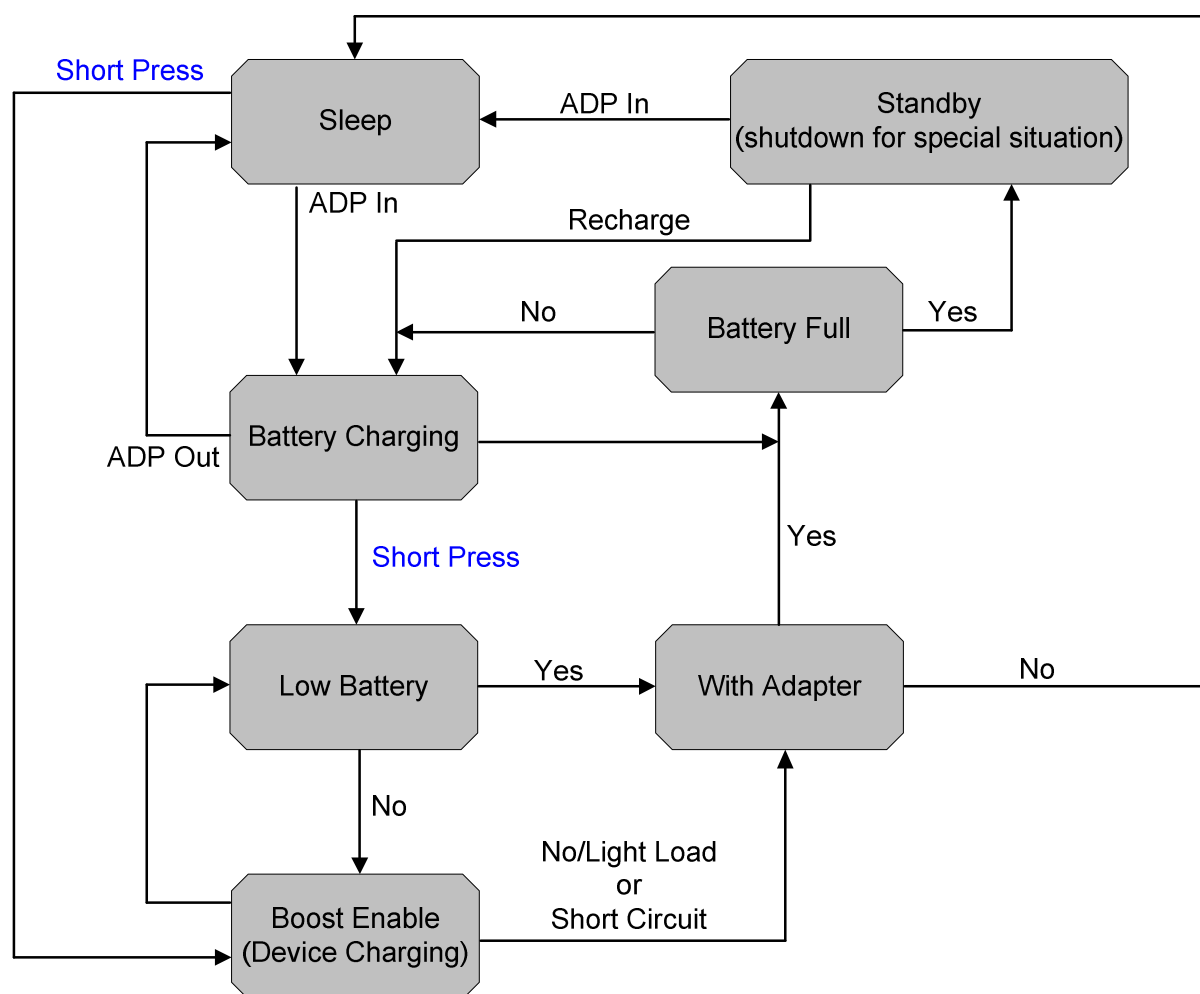 Short Press
Sleep
ADP In
Standby
(shutdown for special situation)
ADP In
Recharge
No
Battery Full
Yes
Battery Charging
ADP Out
Yes
Short Press
Low Battery
Yes
With Adapter
No
No
No/Light Load
or
Short Circuit
Boost Enable
(Device Charging)